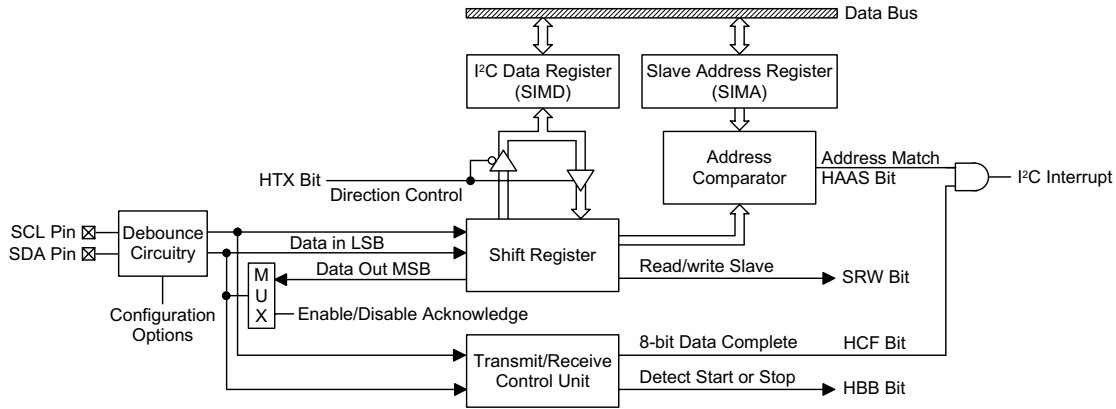 Data Bus
I²C Data Register
(SIMD)
Slave Address Register
(SIMA)
HTX Bit
Direction Control
Address
Comparator
Address Match
HAAS Bit
I²C Interrupt
SCL Pin
SDA Pin
Debounce
Circuitry
Data in LSB
Shift Register
Data Out MSB
M
U
X
Read/write Slave
SRW Bit
Configuration
Options
Enable/Disable Acknowledge
Transmit/Receive
Control Unit
8-bit Data Complete
HCF Bit
Detect Start or Stop
HBB Bit